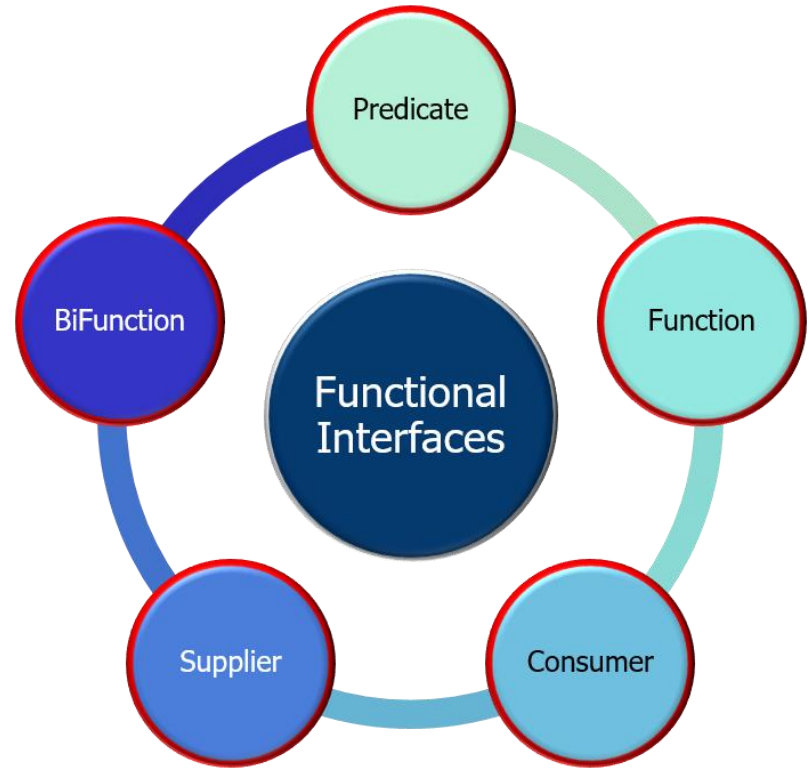 Predicate
BiFunction
Function
Functional
Interfaces
Supplier
Consumer